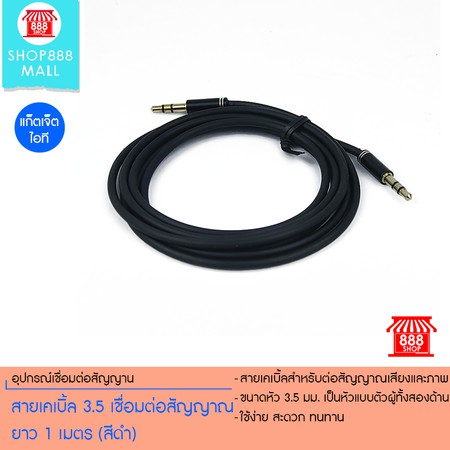 888
SHOP
SHOP888
MALL
แก็ดเจ็ต
ไอที
888
SHOP
อุปกรณ์เชื่อมต่อสัญญาน
สายเคเบิ้ล 3.5 เชื่อมต่อสัญญาณ
ยาว 1 เมตร (สีดำ)
- สายเคเบิ้ลสำหรับต่อสัญญาณเสียงและภาพ
- ขนาดหัว 3.5 มม. เป็นหัวแบบตัวผู้ทั้งสองด้าน
- ใช้ง่าย สะดวก ทนทาน